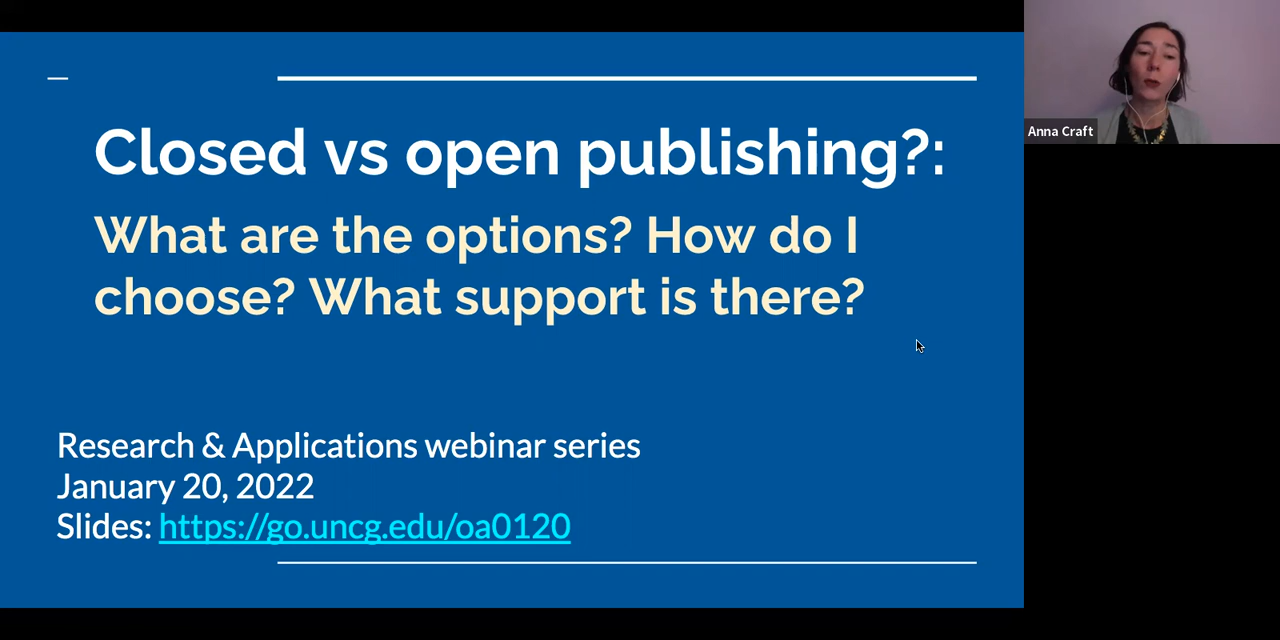 Closed vs open publishing?:
What are the options? How do I
choose? What support is there?
Research & Applications webinar series
January 20, 2022
Slides: https://go.uncg.edu/oa0120
Anna Craft